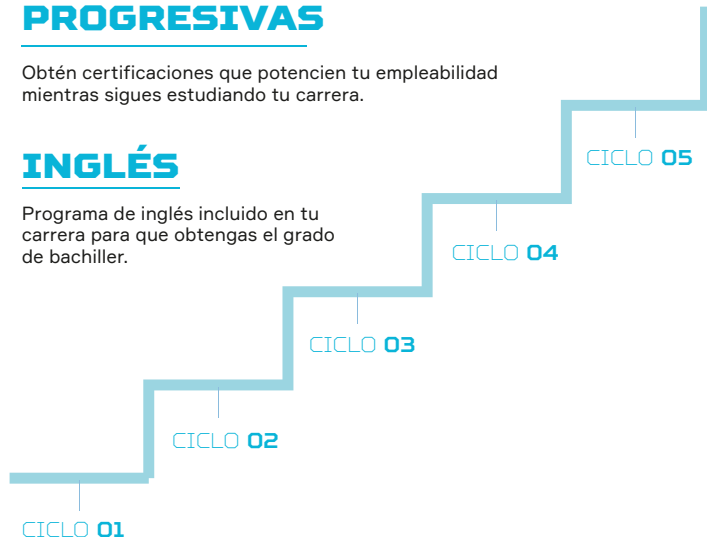 PROGRESIVAS
Obtén certificaciones que potencien tu empleabilidad
mientras sigues estudiando tu carrera.
INGLÉS
Programa de inglés incluido en tu
carrera para que obtengas el grado
de bachiller.
CICLO 05
CICLO 04
CICLO 03
CICLO 02
CICLO 01